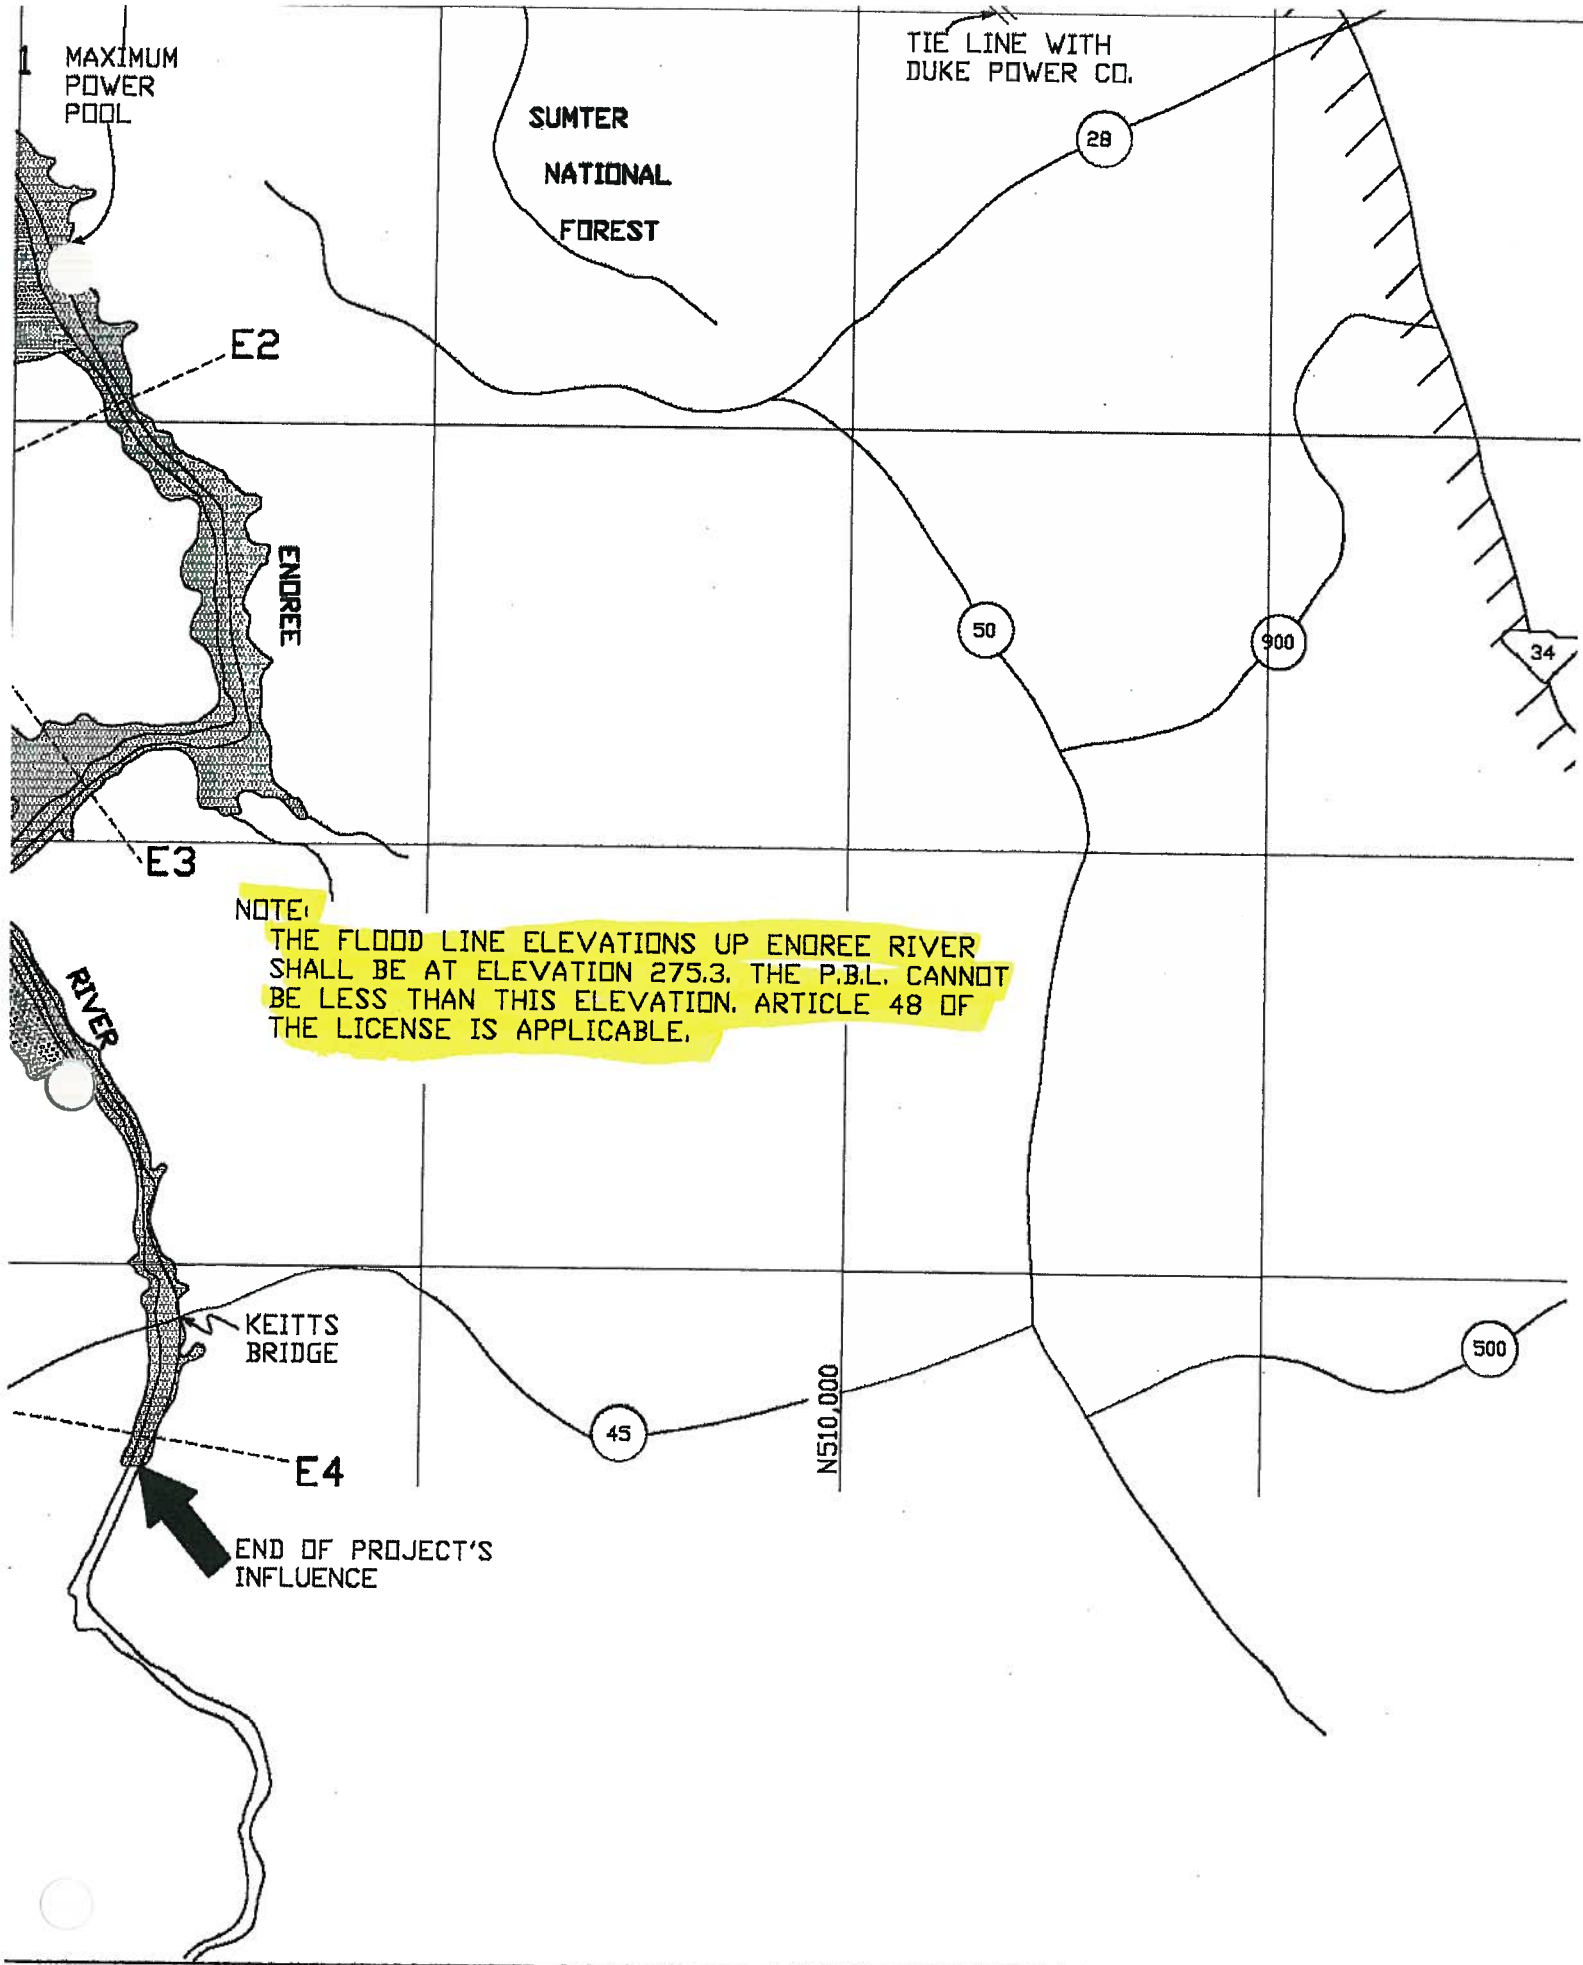 1
MAXIMUM
POWER
POOL
TIE LINE WITH
DUKE POWER CO.
SUMTER
NATIONAL
FOREST
28
E2
ENOREE
50
900
34
E3
NOTE:
THE FLOOD LINE ELEVATIONS UP ENOREE RIVER
SHALL BE AT ELEVATION 275.3. THE P.B.L. CANNOT
BE LESS THAN THIS ELEVATION. ARTICLE 48 OF
THE LICENSE IS APPLICABLE.
RIVER
KEITTS
BRIDGE
500
N510,000
45
E4
END OF PROJECT'S
INFLUENCE